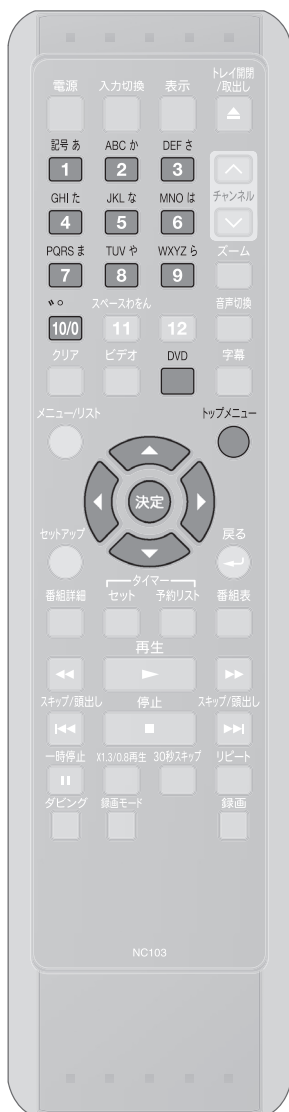 電源 入力切換 表示 トレイ開閉
/取出し
記号 あ ABC か DEF さ
1 2 3
GHI た JKL な MNO は チャンネル
4 5 6
PQRS ま TUV や WXYZ ら ズーム
7 8 9
゛゜ スペースわをん 音声切換
10/0 11 12
クリア ビデオ DVD 字幕
メニュー/リスト トップメニュー
決定
セットアップ 戻る
タイマー
番組詳細 セット 予約リスト 番組表
再生
スキップ/頭出し 停止 スキップ/頭出し
一時停止 X1.3/0.8再生 30秒スキップ リピート
ダビング 録画モード 録画
NC103